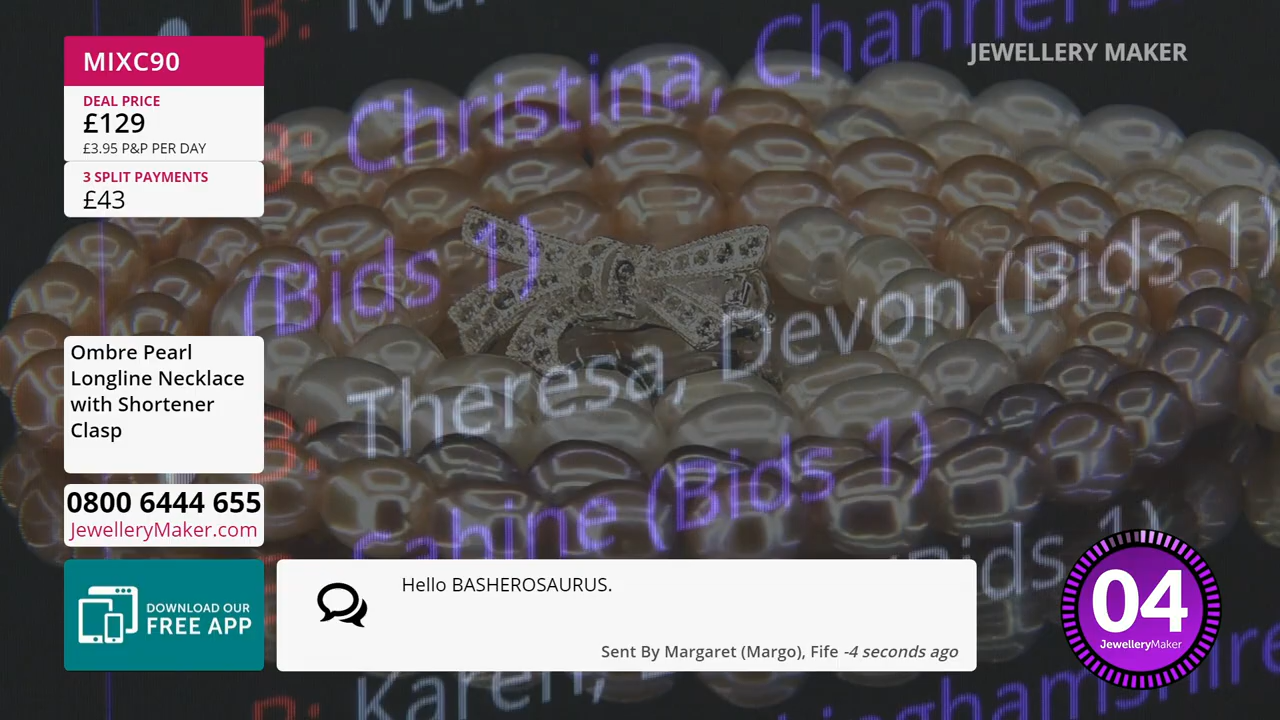 MIXC90
DEAL PRICE
£129
£3.95 P&P PER DAY
3 SPLIT PAYMENTS
£43
Ombre Pearl
Longline Necklace
with Shortener
Clasp
0800 6444 655
JewelleryMaker.com
DOWNLOAD OUR
FREE APP
JEWELLERY MAKER
B:
B: Christina, Channel
(Bids 1)
B: Theresa, Devon (Bids 1)
B: Sabine (Bids 1)
Bids 1)
B: Karen,
Hello BASHEROSAURUS.
Sent By Margaret (Margo), Fife -4 seconds ago
04
JewelleryMaker